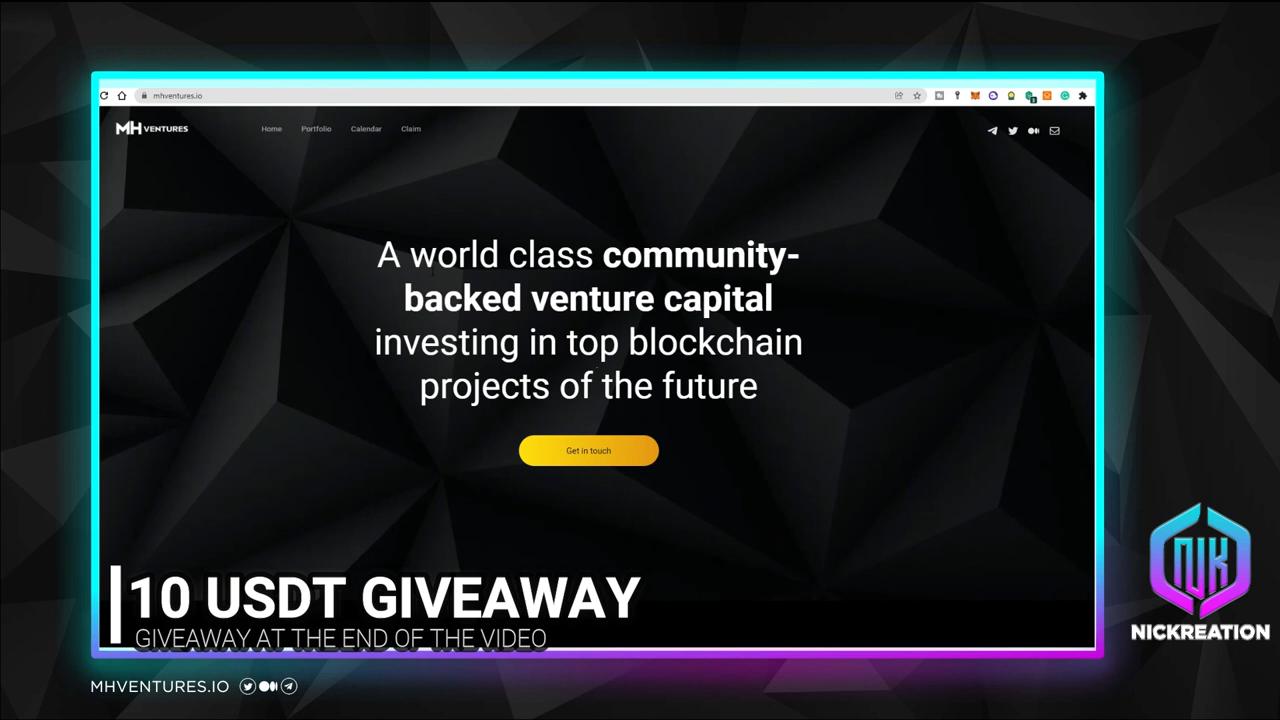 mhventures.io
MH VENTURES
Home Portfolio Calendar Claim
A world class community-
backed venture capital
investing in top blockchain
projects of the future
Get in touch
10 USDT GIVEAWAY
GIVEAWAY AT THE END OF THE VIDEO
NICKREATION
MHVENTURES.IO